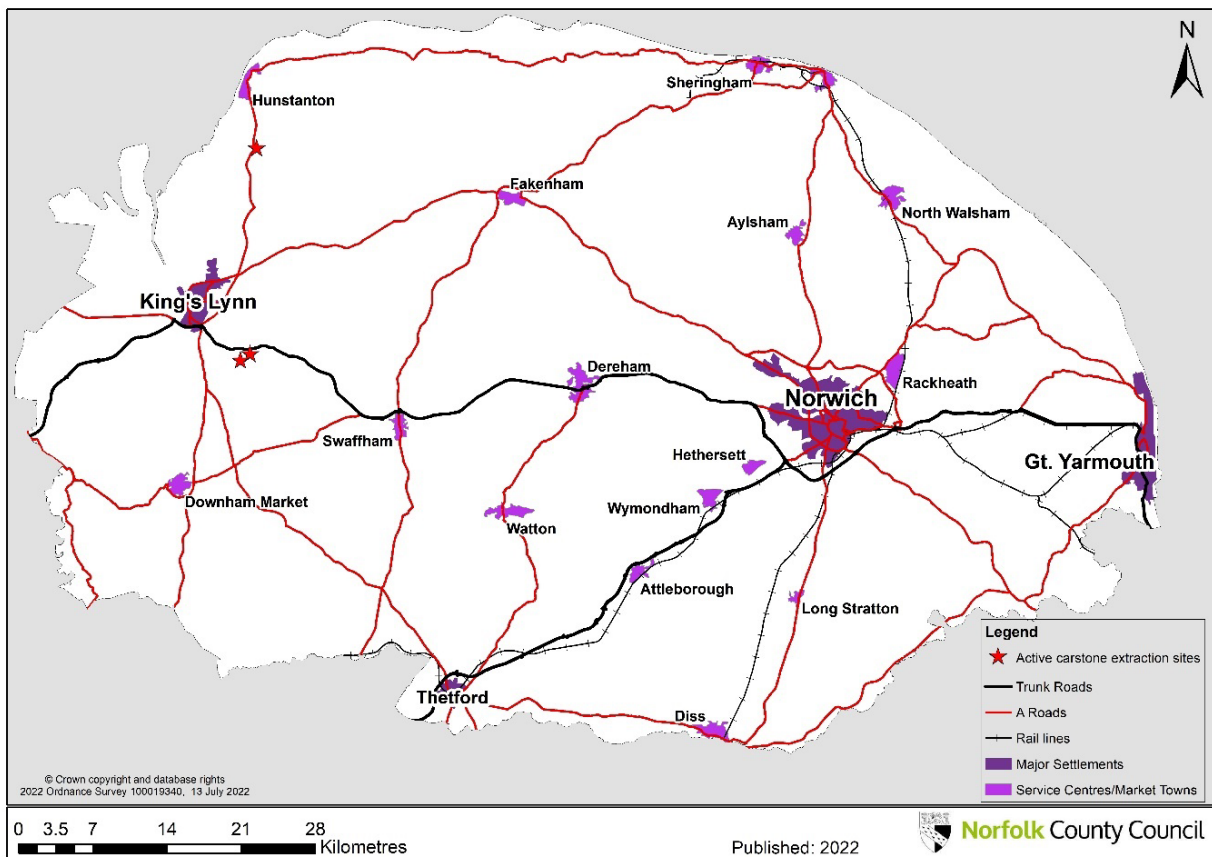 N
Sheringham
Hunstanton
Fakenham
North Walsham
Aylsham
King's Lynn
Dereham
Rackheath
Norwich
Swaffham
Hethersett
Gt. Yarmouth
Downham Market
Wymondham
Watton
Attleborough
Long Stratton
Thetford
Diss
Legend
Active carstone extraction sites
Trunk Roads
A Roads
Rail lines
Major Settlements
Service Centres/Market Towns
© Crown copyright and database rights
2022 Ordnance Survey 100019340, 13 July 2022
0 3.5 7 14 21 28
Kilometres
Published: 2022
Norfolk County Council